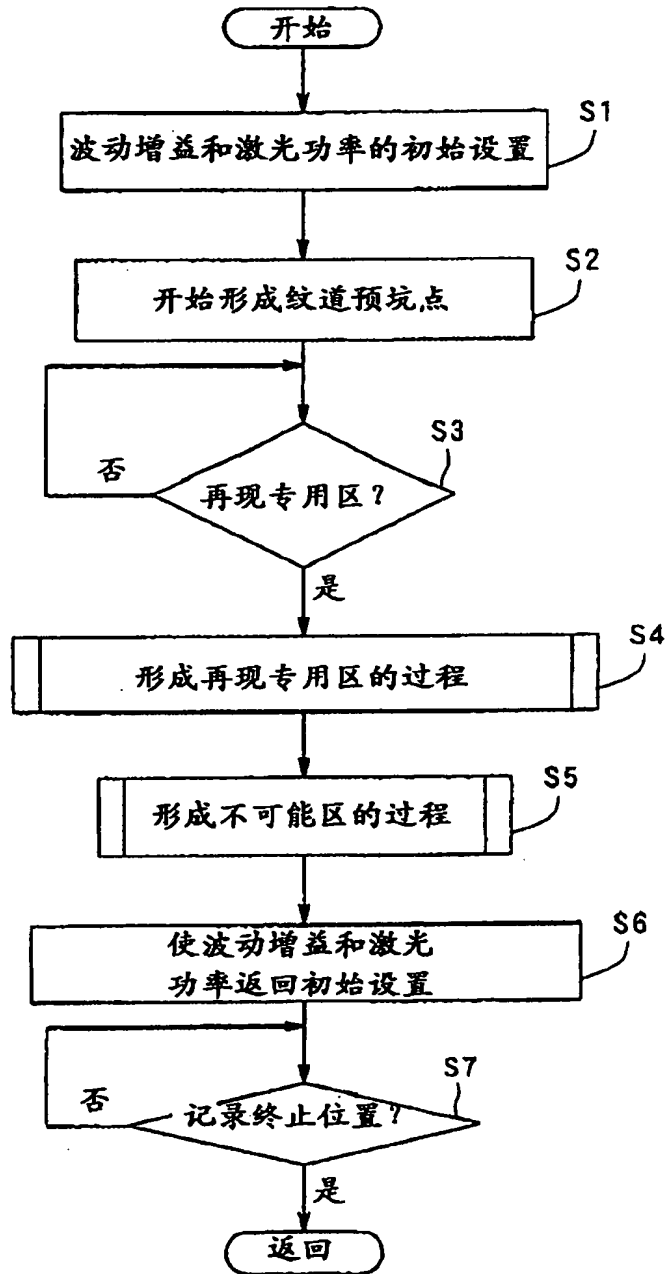 开始
S1
波动增益和激光功率的初始设置
S2
开始形成纹道预坑点
S3
再现专用区？
否
是
S4
形成再现专用区的过程
S5
形成不可能区的过程
S6
使波动增益和激光
功率返回初始设置
S7
记录终止位置？
否
是
返回